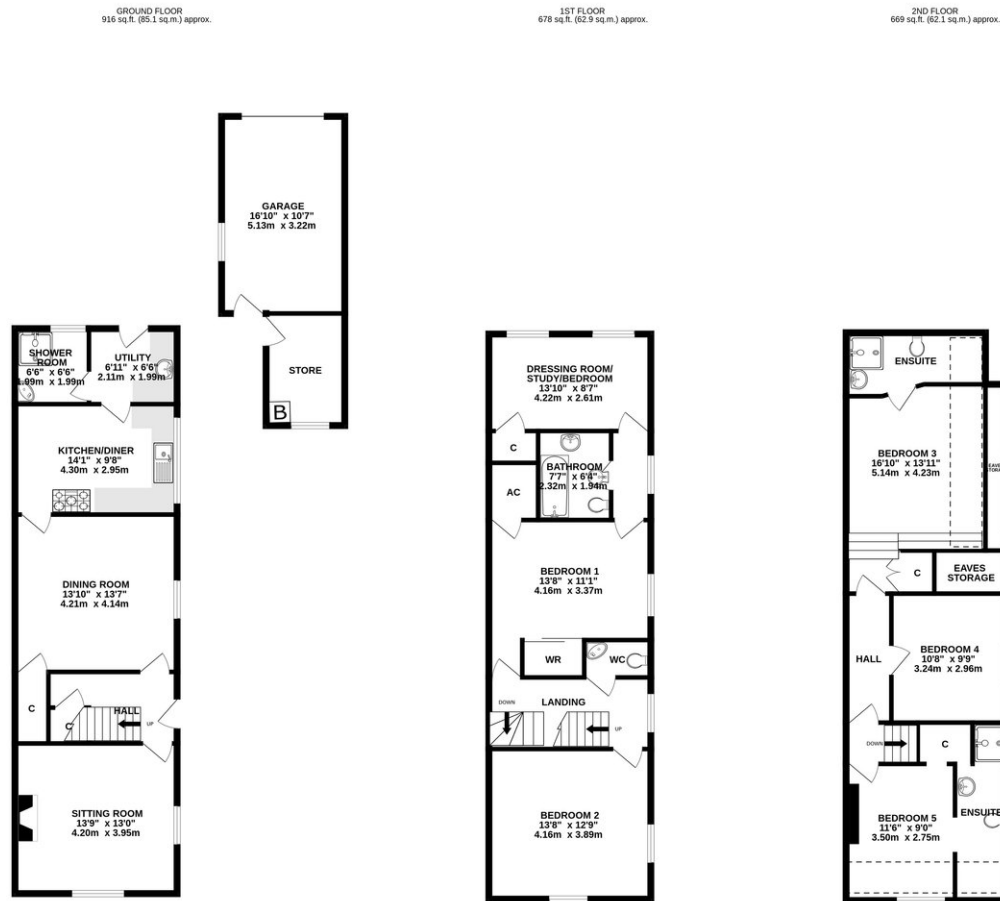 GROUND FLOOR
916 sq.ft. (85.1 sq.m.) approx.
GARAGE
16'10" x 10'7"
5.13m x 3.22m
STORE
B
SHOWER
ROOM
6'6" x 6'6"
1.99m x 1.99m
UTILITY
6'11" x 6'6"
2.11m x 1.99m
KITCHEN/DINER
14'1" x 9'8"
4.30m x 2.95m
DINING ROOM
13'10" x 13'7"
4.21m x 4.14m
C
HALL
C
UP
SITTING ROOM
13'9" x 13'0"
4.20m x 3.95m
1ST FLOOR
678 sq.ft. (62.9 sq.m.) approx.
DRESSING ROOM/
STUDY/BEDROOM
13'10" x 8'7"
4.22m x 2.61m
C
BATHROOM
7'7" x 6'4"
2.32m x 1.94m
AC
BEDROOM 1
13'8" x 11'1"
4.16m x 3.37m
WR
WC
DOWN
LANDING
UP
BEDROOM 2
13'8" x 12'9"
4.16m x 3.89m
2ND FLOOR
669 sq.ft. (62.1 sq.m.) approx.
ENSUITE
BEDROOM 3
16'10" x 13'11"
5.14m x 4.23m
C
EAVES
STORAGE
HALL
BEDROOM 4
10'8" x 9'9"
3.24m x 2.96m
DOWN
C
ENSUITE
BEDROOM 5
11'6" x 9'0"
3.50m x 2.75m